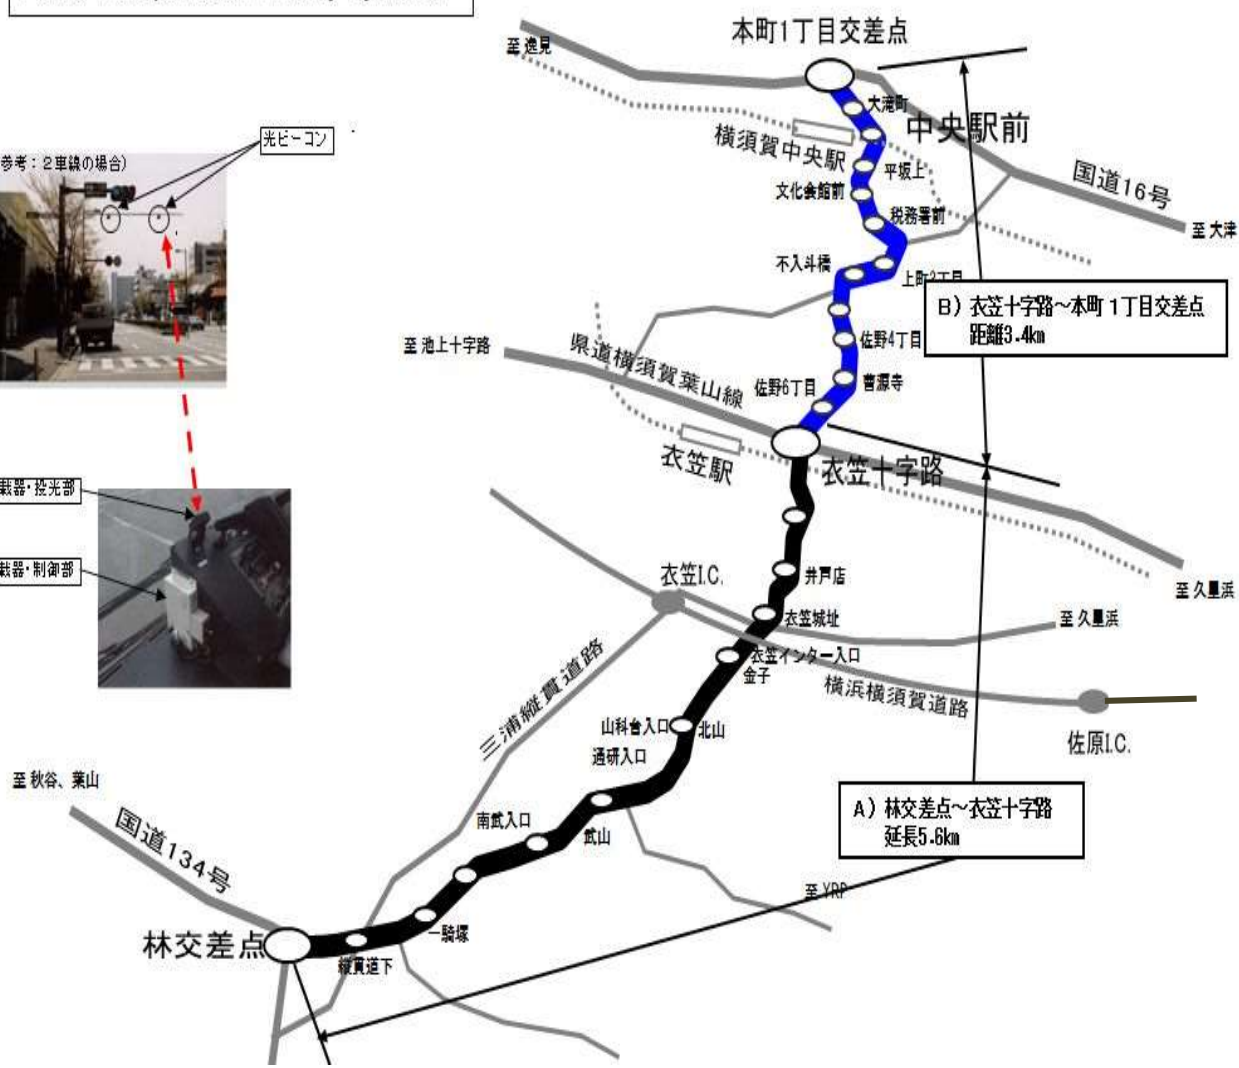 本町1丁目交差点
至 逸見
大滝町
中央駅前
横須賀中央駅
平坂上
国道16号
文化会館前
税務署前
至 大津
不入斗橋
上町3丁目
光ビーコン
参考：２車線の場合)
B) 衣笠十字路～本町１丁目交差点
距離3.4km
佐野4丁目
至 池上十字路
県道横須賀葉山線
佐野6丁目
曹源寺
衣笠駅
衣笠十字路
載器・投光部
載器・制御部
衣笠I.C.
井戸店
至 久里浜
衣笠城址
至 久里浜
衣笠インター入口
金子
横浜横須賀道路
三浦縦貫道路
山科台入口
北山
通研入口
佐原I.C.
至 秋谷、葉山
国道134号
A) 林交差点～衣笠十字路
延長5.6km
南武入口
武山
至 YRP
一騎塚
林交差点
縦貫道下